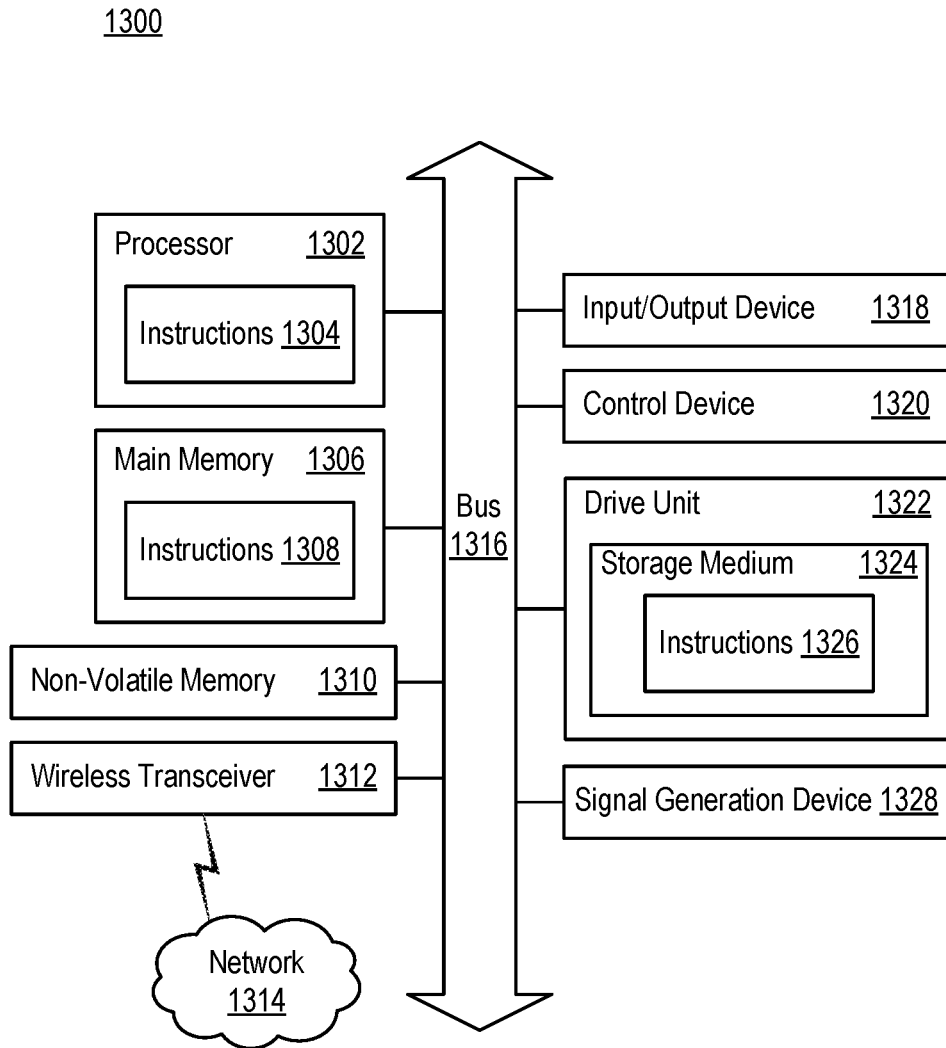 1300
Processor 1302
Instructions 1304
Main Memory 1306
Instructions 1308
Non-Volatile Memory 1310
Wireless Transceiver 1312
Network
1314
Bus
1316
Input/Output Device 1318
Control Device 1320
Drive Unit 1322
Storage Medium 1324
Instructions 1326
Signal Generation Device 1328